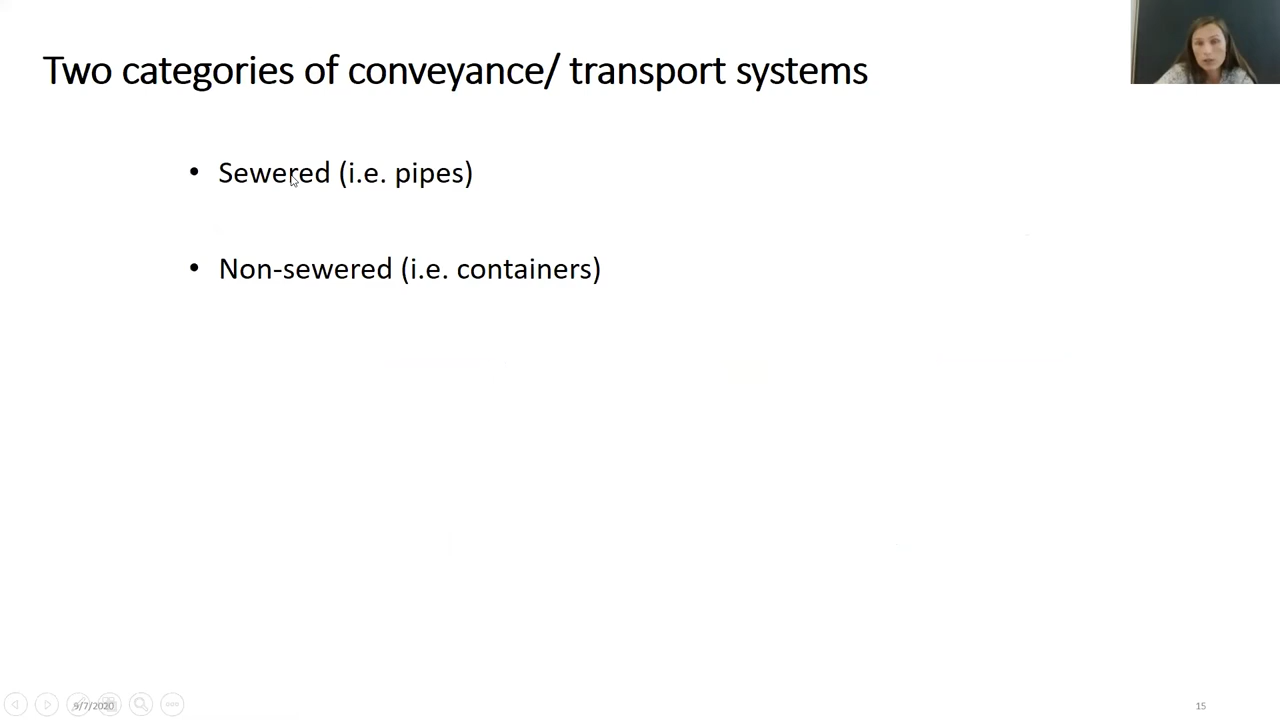 Two categories of conveyance/ transport systems
• Sewered (i.e. pipes)
• Non-sewered (i.e. containers)
9/7/2020
15